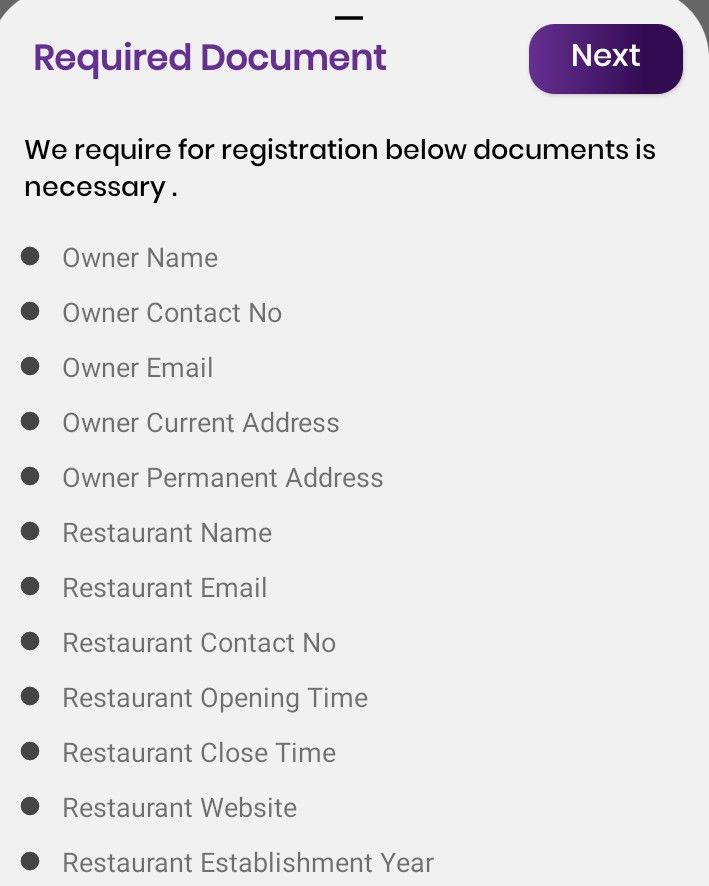 Required Document
Next
We require for registration below documents is
necessary .
Owner Name
Owner Contact No
Owner Email
Owner Current Address
Owner Permanent Address
Restaurant Name
Restaurant Email
Restaurant Contact No
Restaurant Opening Time
Restaurant Close Time
Restaurant Website
Restaurant Establishment Year